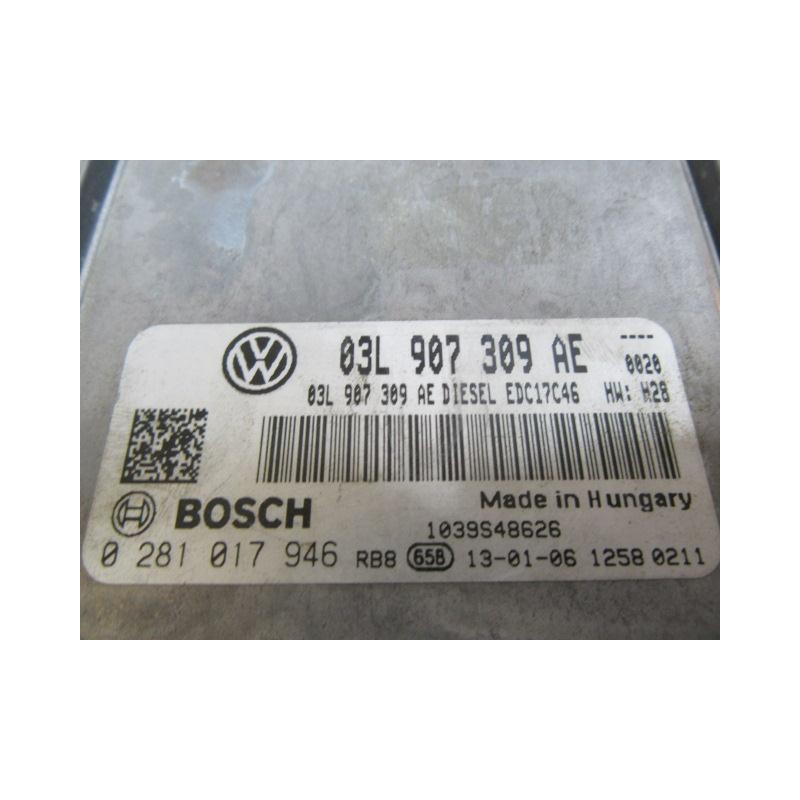 VW 03L 907 309 AE ----
0020
03L 907 309 AE DIESEL EDC17C46 HW: H28
BOSCH Made in Hungary
1039S48626
0 281 017 946 RB8 658 13-01-06 1258 0211